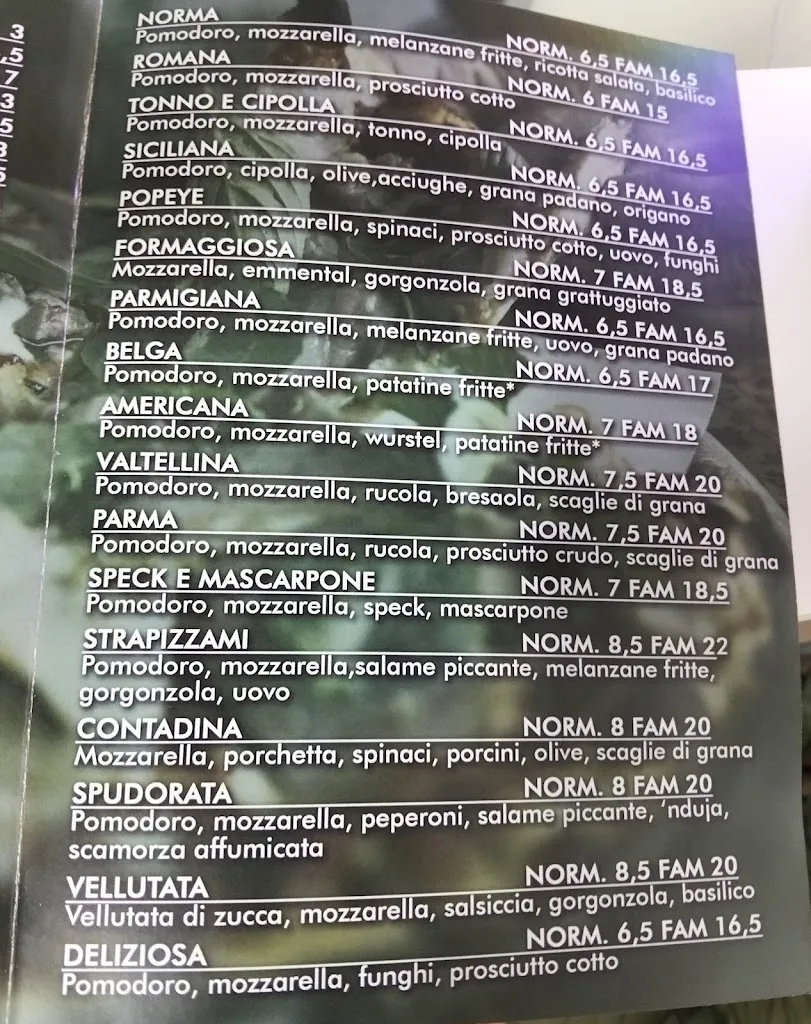 3
,5
7
3
5
3
5
NORMA NORM. 6,5 FAM 16,5
Pomodoro, mozzarella, melanzane fritte, ricotta salata, basilico
ROMANA NORM. 6 FAM 15
Pomodoro, mozzarella, prosciutto cotto
TONNO E CIPOLLA NORM. 6,5 FAM 16,5
Pomodoro, mozzarella, tonno, cipolla
SICILIANA NORM. 6,5 FAM 16,5
Pomodoro, cipolla, olive,acciughe, grana padano, origano
POPEYE NORM. 6,5 FAM 16,5
Pomodoro, mozzarella, spinaci, prosciutto cotto, uovo, funghi
FORMAGGIOSA NORM. 7 FAM 18,5
Mozzarella, emmental, gorgonzola, grana grattuggiato
PARMIGIANA NORM. 6,5 FAM 16,5
Pomodoro, mozzarella, melanzane fritte, uovo, grana padano
BELGA NORM. 6,5 FAM 17
Pomodoro, mozzarella, patatine fritte*
AMERICANA NORM. 7 FAM 18
Pomodoro, mozzarella, wurstel, patatine fritte*
VALTELLINA NORM. 7,5 FAM 20
Pomodoro, mozzarella, rucola, bresaola, scaglie di grana
PARMA NORM. 7,5 FAM 20
Pomodoro, mozzarella, rucola, prosciutto crudo, scaglie di grana
SPECK E MASCARPONE NORM. 7 FAM 18,5
Pomodoro, mozzarella, speck, mascarpone
STRAPIZZAMI NORM. 8,5 FAM 22
Pomodoro, mozzarella,salame piccante, melanzane fritte,
gorgonzola, uovo
CONTADINA NORM. 8 FAM 20
Mozzarella, porchetta, spinaci, porcini, olive, scaglie di grana
SPUDORATA NORM. 8 FAM 20
Pomodoro, mozzarella, peperoni, salame piccante, 'nduja,
scamorza affumicata
VELLUTATA NORM. 8,5 FAM 20
Vellutata di zucca, mozzarella, salsiccia, gorgonzola, basilico
DELIZIOSA NORM. 6,5 FAM 16,5
Pomodoro, mozzarella, funghi, prosciutto cotto